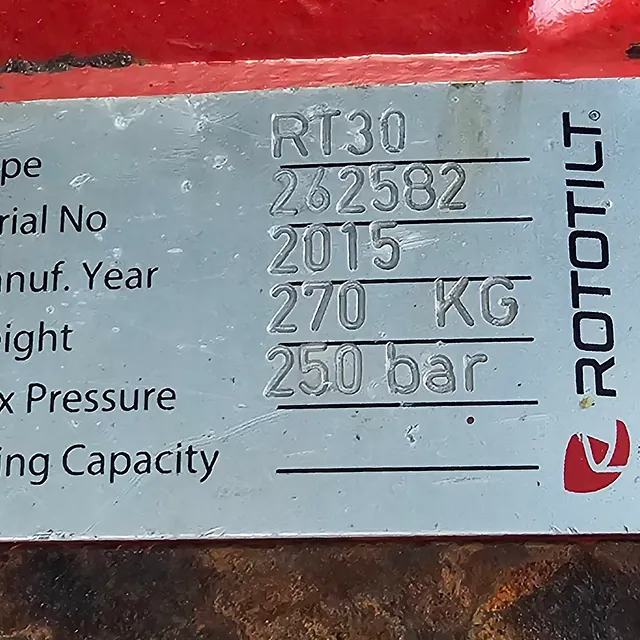 pe RT30
rial No 262582
nuf. Year 2015
ight 270 KG
x Pressure 250 bar
ing Capacity
ROTOTILT®